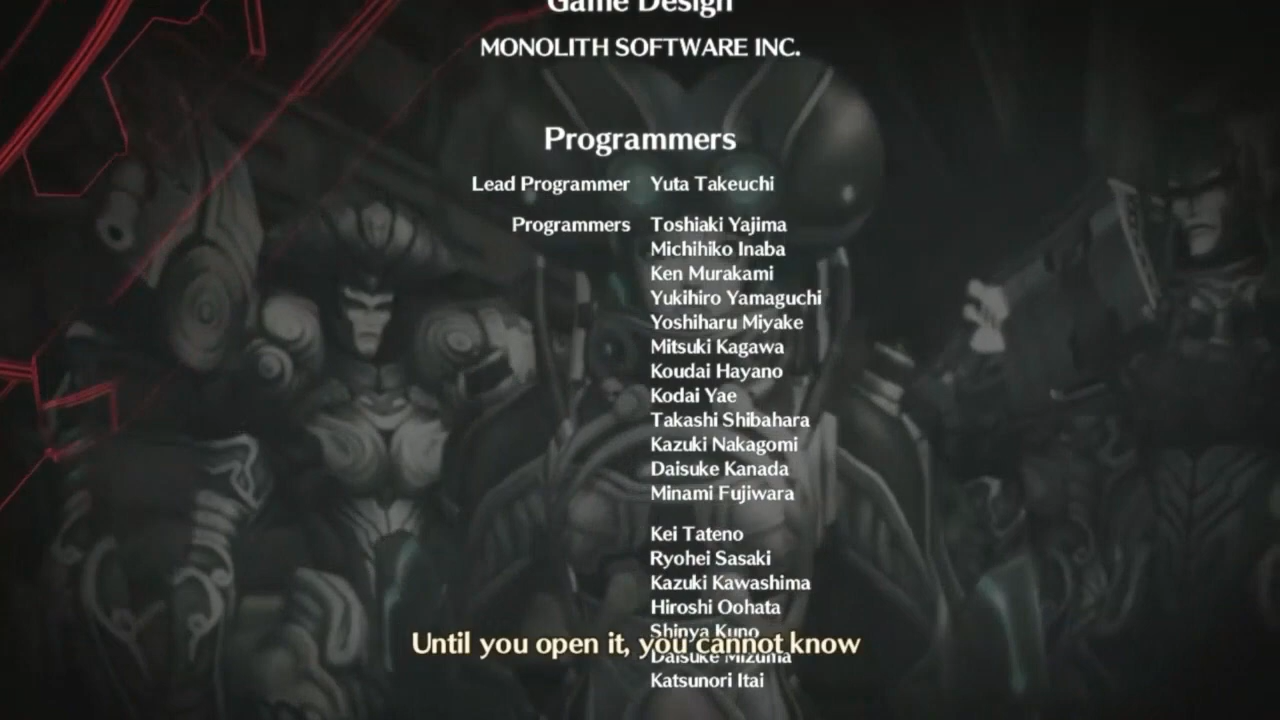 Game Design
MONOLITH SOFTWARE INC.
Programmers
Lead Programmer Yuta Takeuchi
Programmers Toshiaki Yajima
Michihiko Inaba
Ken Murakami
Yukihiro Yamaguchi
Yoshiharu Miyake
Mitsuki Kagawa
Koudai Hayano
Kodai Yae
Takashi Shibahara
Kazuki Nakagomi
Daisuke Kanada
Minami Fujiwara
Kei Tateno
Ryohei Sasaki
Kazuki Kawashima
Hiroshi Oohata
Shinya Kuno
Until you open it, you cannot know
Daisuke Mizuma
Katsunori Itai